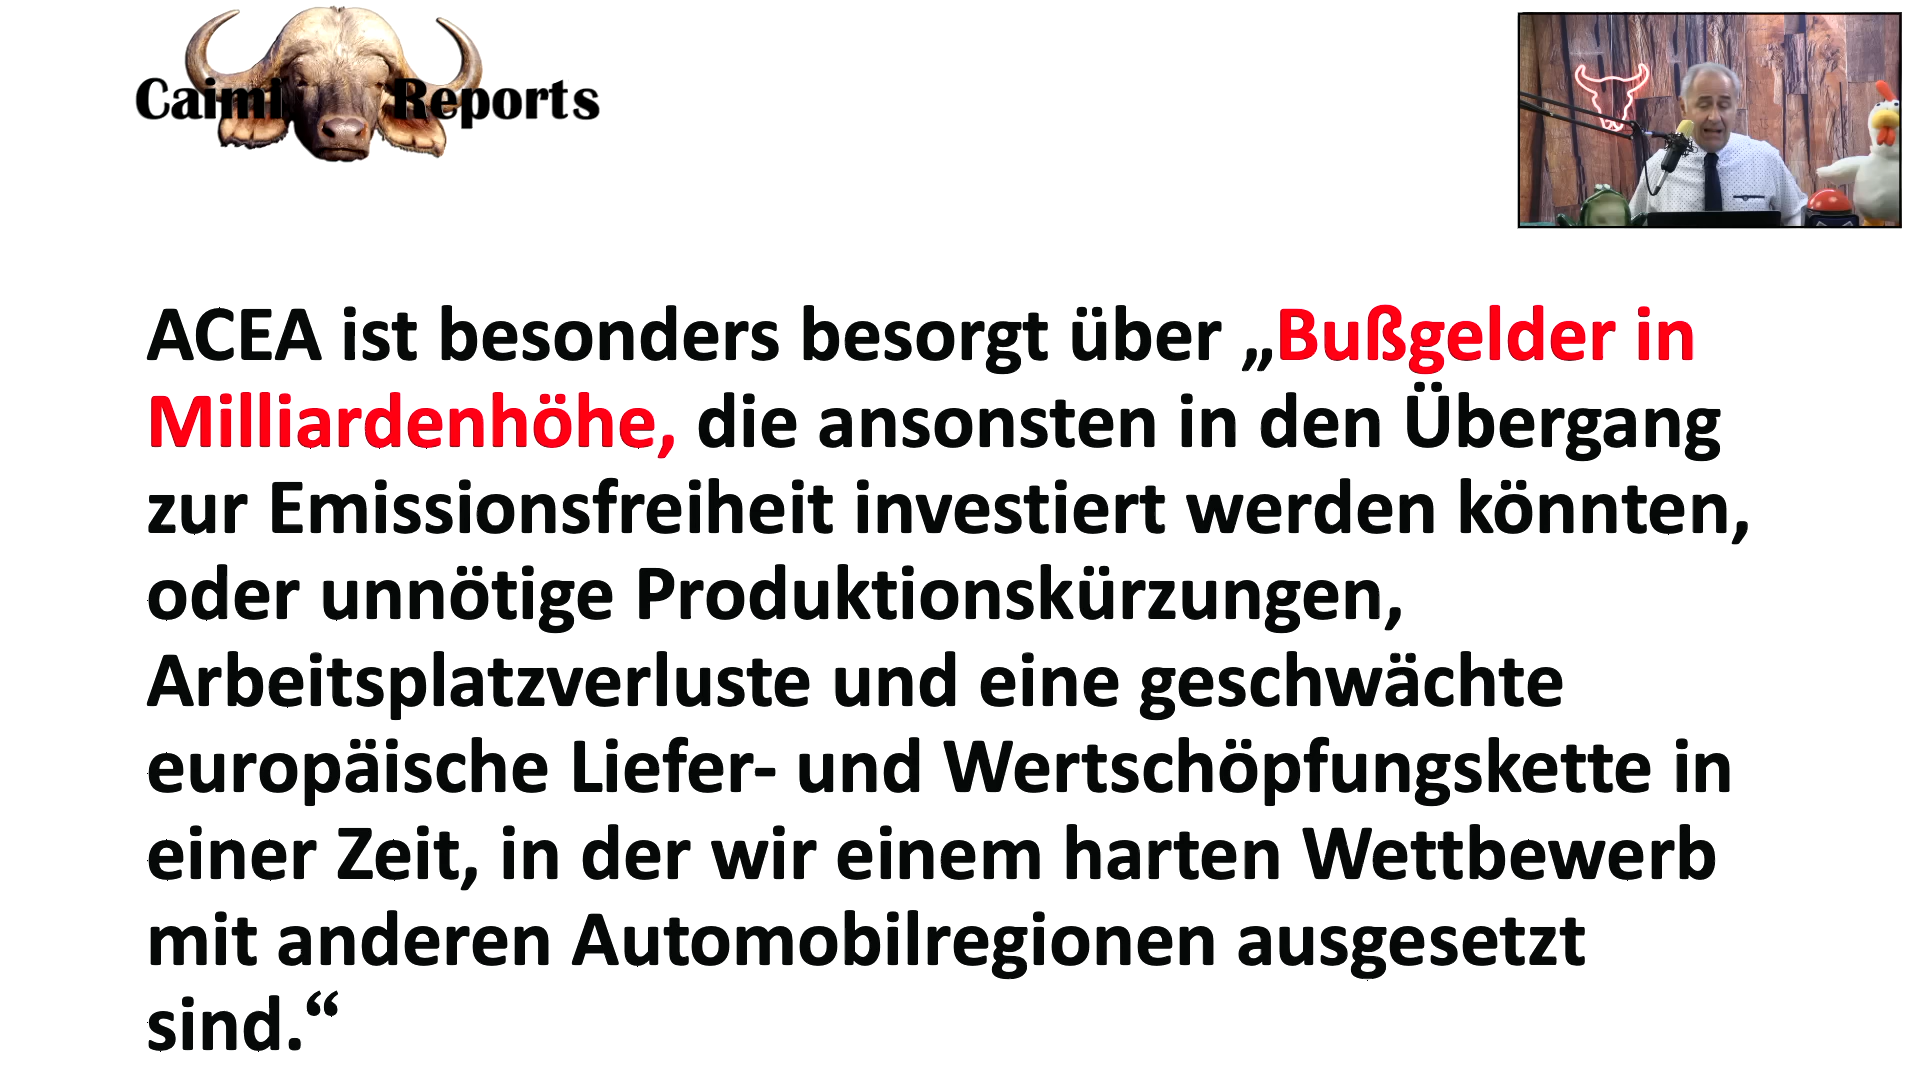 Caiml Reports
ACEA ist besonders besorgt über „Bußgelder in
Milliardenhöhe, die ansonsten in den Übergang
zur Emissionsfreiheit investiert werden könnten,
oder unnötige Produktionskürzungen,
Arbeitsplatzverluste und eine geschwächte
europäische Liefer- und Wertschöpfungskette in
einer Zeit, in der wir einem harten Wettbewerb
mit anderen Automobilregionen ausgesetzt
sind.“